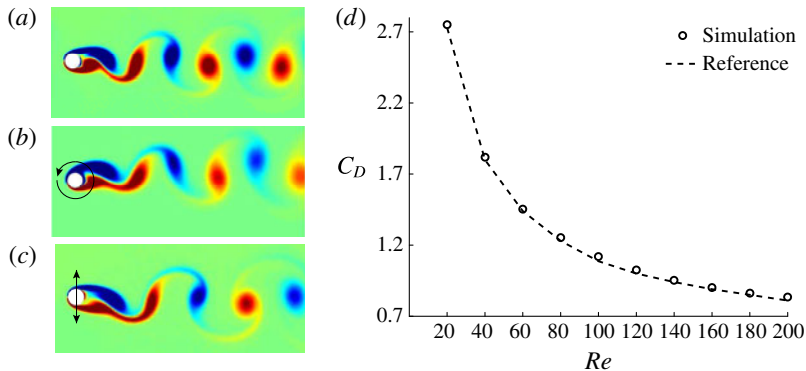 (a)
(b)
(c)
(d)
2.7
2.2
1.7
1.2
0.7
C_D
Simulation
Reference
20 40 60 80 100 120 140 160 180 200
Re